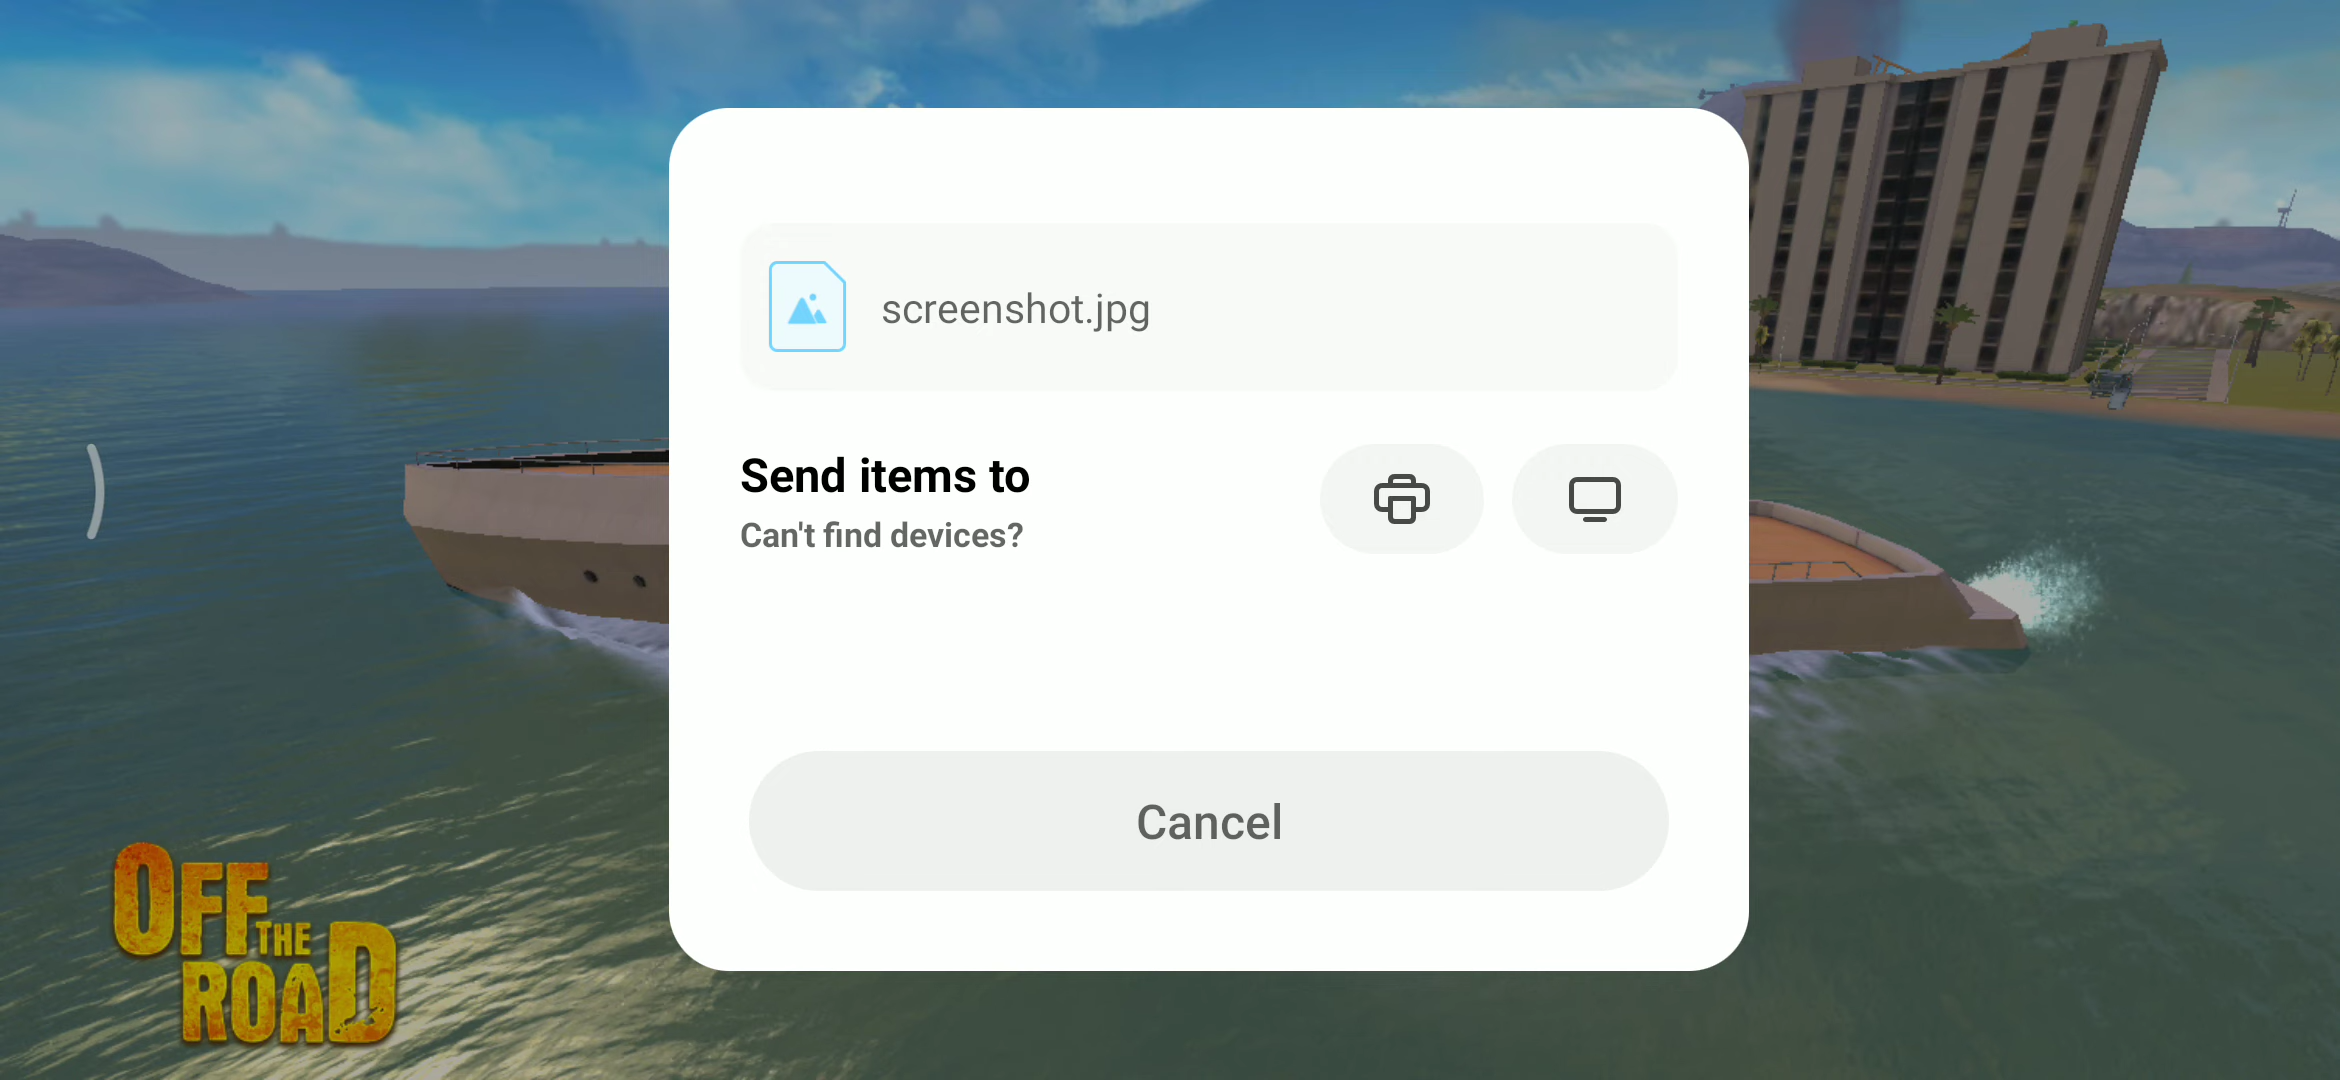 screenshot.jpg
Send items to
Can't find devices?
Cancel
OFF
THE
ROAD